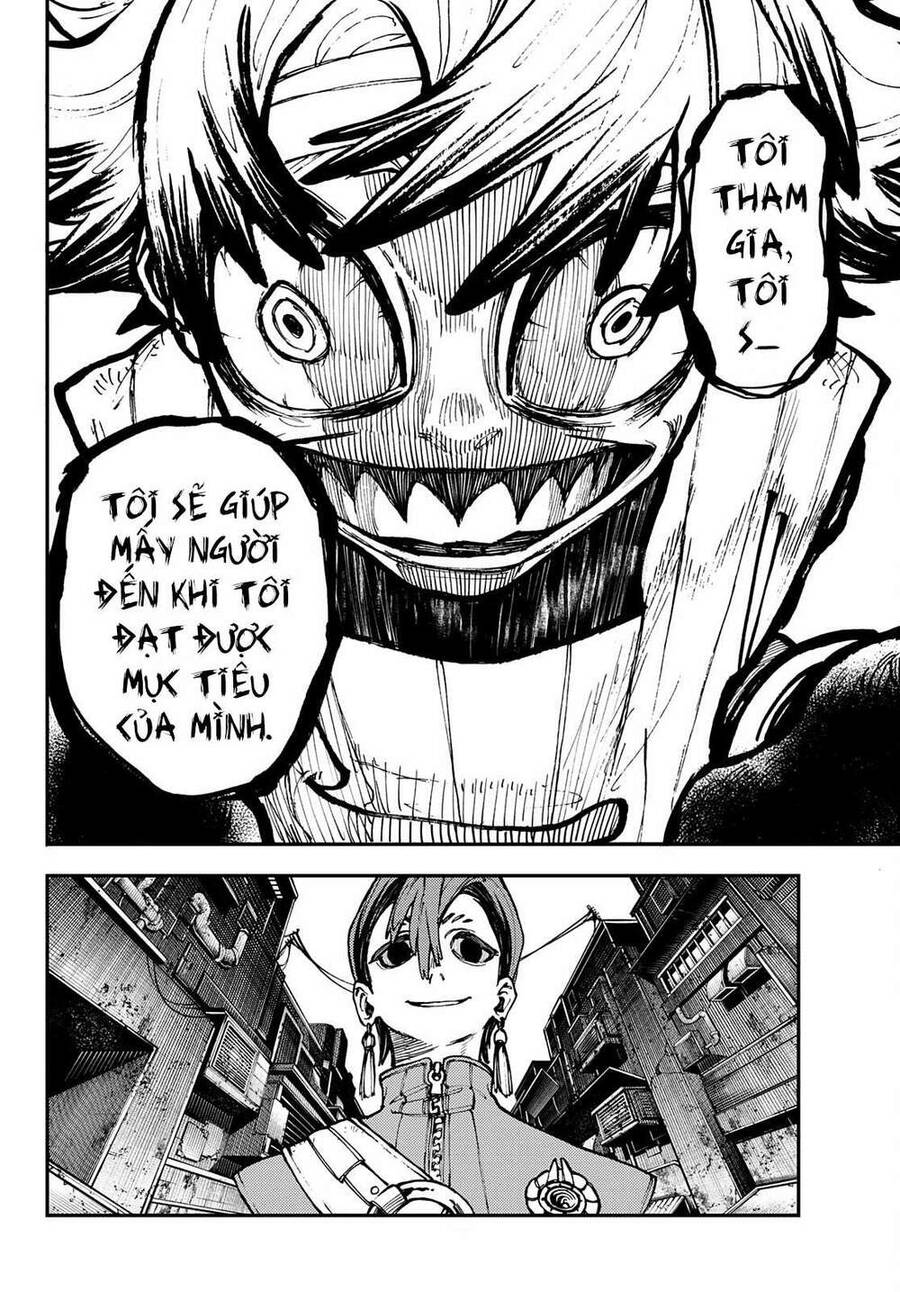 TÔI
THAM
GIA,
TÔI
S_
TÔI SẼ GIÚP
MẤY NGƯỜI
ĐẾN KHI TÔI
ĐẠT ĐƯỢC
MỤC TIÊU
CỦA MÌNH.